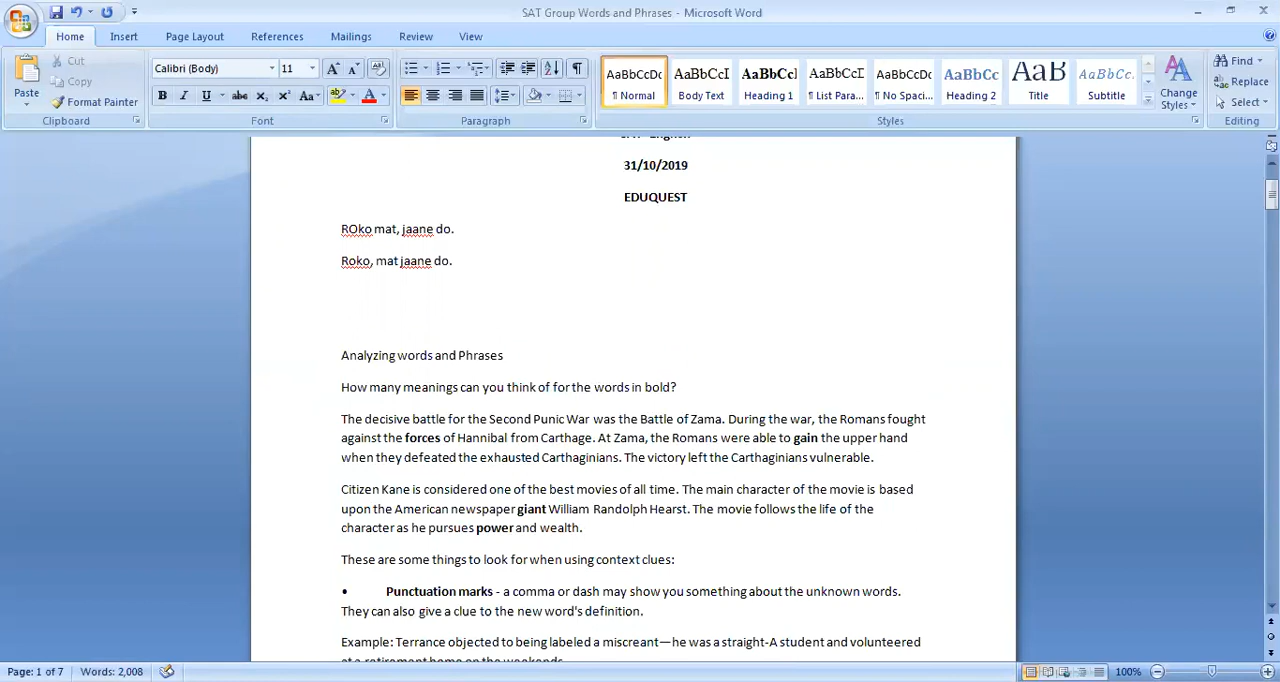 SAT Group Words and Phrases - Microsoft Word
Home Insert Page Layout References Mailings Review View
Paste
Cut
Copy
Format Painter
Clipboard
Calibri (Body) 11
Font
Paragraph
AaBbCcDc AaBbCcI AaBbCcl AaBbCcI AaBbCcDc AaBbCc AaB AaBbCc.
¶ Normal Body Text Heading 1 ¶ List Para... ¶ No Spaci... Heading 2 Title Subtitle
Change Styles
Styles
Find
Replace
Select
Editing
31/10/2019
EDUQUEST
ROko mat, jaane do.
Roko, mat jaane do.
Analyzing words and Phrases
How many meanings can you think of for the words in bold?
The decisive battle for the Second Punic War was the Battle of Zama. During the war, the Romans fought
against the forces of Hannibal from Carthage. At Zama, the Romans were able to gain the upper hand
when they defeated the exhausted Carthaginians. The victory left the Carthaginians vulnerable.
Citizen Kane is considered one of the best movies of all time. The main character of the movie is based
upon the American newspaper giant William Randolph Hearst. The movie follows the life of the
character as he pursues power and wealth.
These are some things to look for when using context clues:
• Punctuation marks - a comma or dash may show you something about the unknown words.
They can also give a clue to the new word's definition.
Example: Terrance objected to being labeled a miscreant—he was a straight-A student and volunteered
at a retirement home on the weekends.
Page: 1 of 7 Words: 2,008 100%